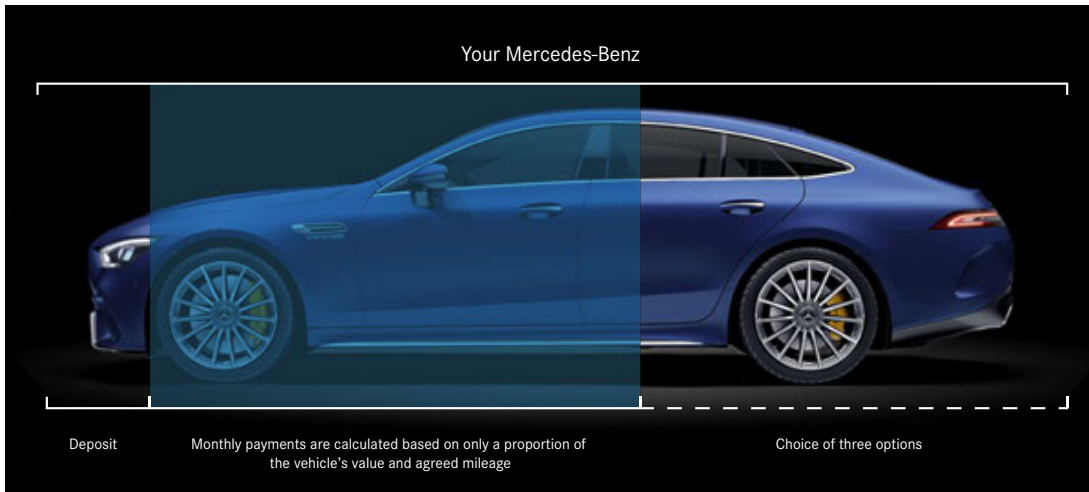 Your Mercedes-Benz
Deposit
Monthly payments are calculated based on only a proportion of
the vehicle's value and agreed mileage
Choice of three options